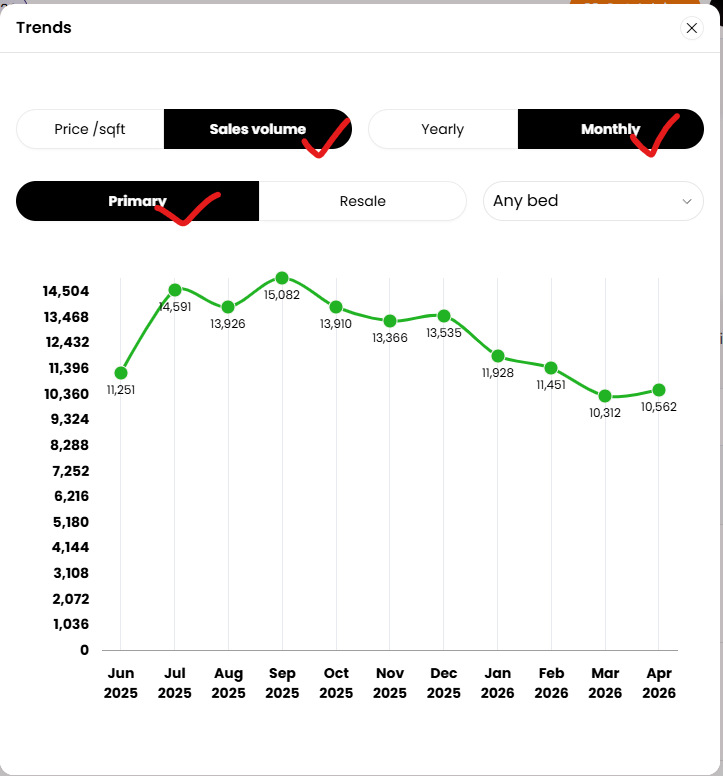 Trends
Price /sqft Sales volume Yearly Monthly
Primary Resale Any bed
14,504
13,468
12,432
11,396
10,360
9,324
8,288
7,252
6,216
5,180
4,144
3,108
2,072
1,036
0
11,251 14,591 13,926 15,082 13,910 13,366 13,535 11,928 11,451 10,312 10,562
Jun Jul Aug Sep Oct Nov Dec Jan Feb Mar Apr
2025 2025 2025 2025 2025 2025 2025 2026 2026 2026 2026